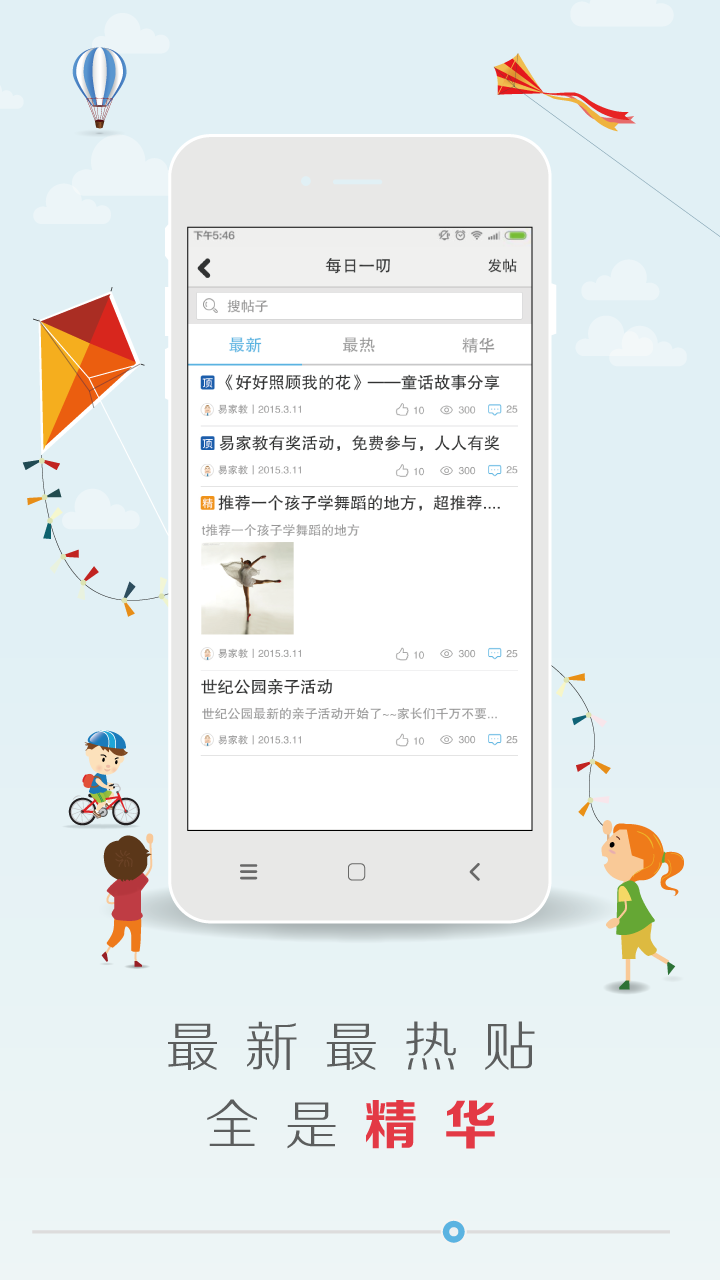 下午5:46
每日一叨
发帖
搜帖子
最新 最热 精华
顶 《好好照顾我的花》——童话故事分享
易家教 | 2015.3.11 10 300 25
顶 易家教有奖活动，免费参与，人人有奖
易家教 | 2015.3.11 10 300 25
精 推荐一个孩子学舞蹈的地方，超推荐....
t推荐一个孩子学舞蹈的地方
易家教 | 2015.3.11 10 300 25
世纪公园亲子活动
世纪公园最新的亲子活动开始了~~家长们千万不要...
易家教 | 2015.3.11 10 300 25
最新最热贴
全是精华